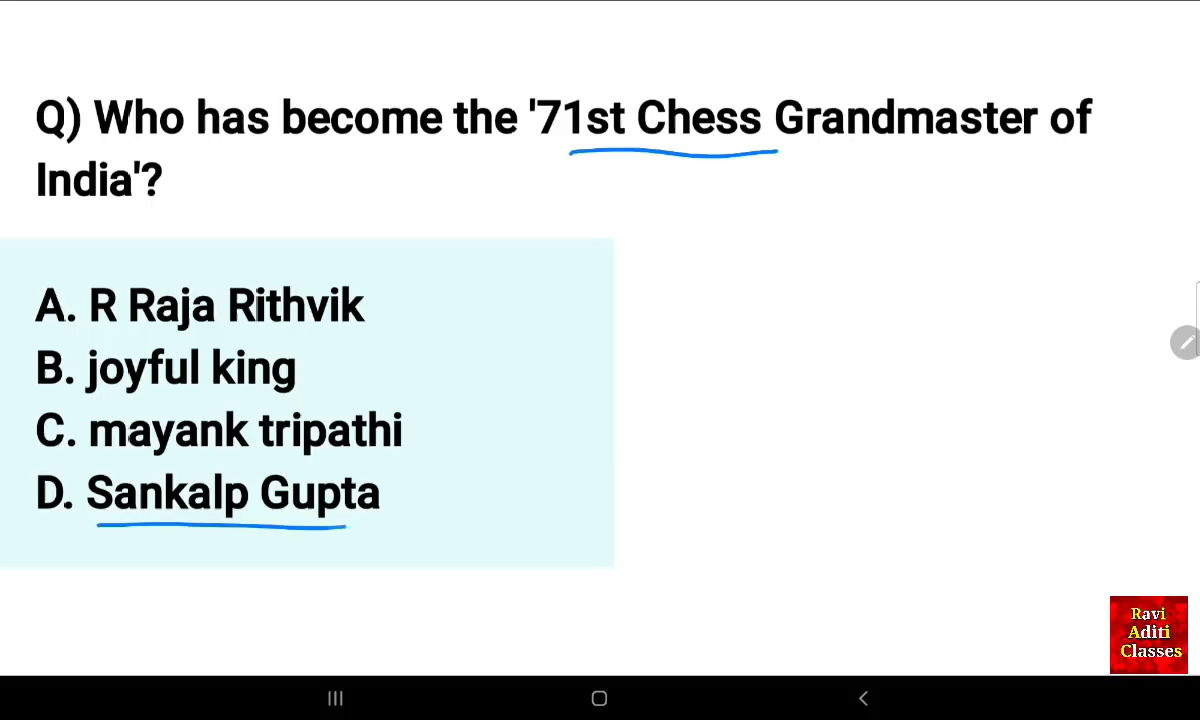 Q) Who has become the '71st Chess Grandmaster of
India'?
A. R Raja Rithvik
B. joyful king
C. mayank tripathi
D. Sankalp Gupta
Ravi
Aditi
Classes